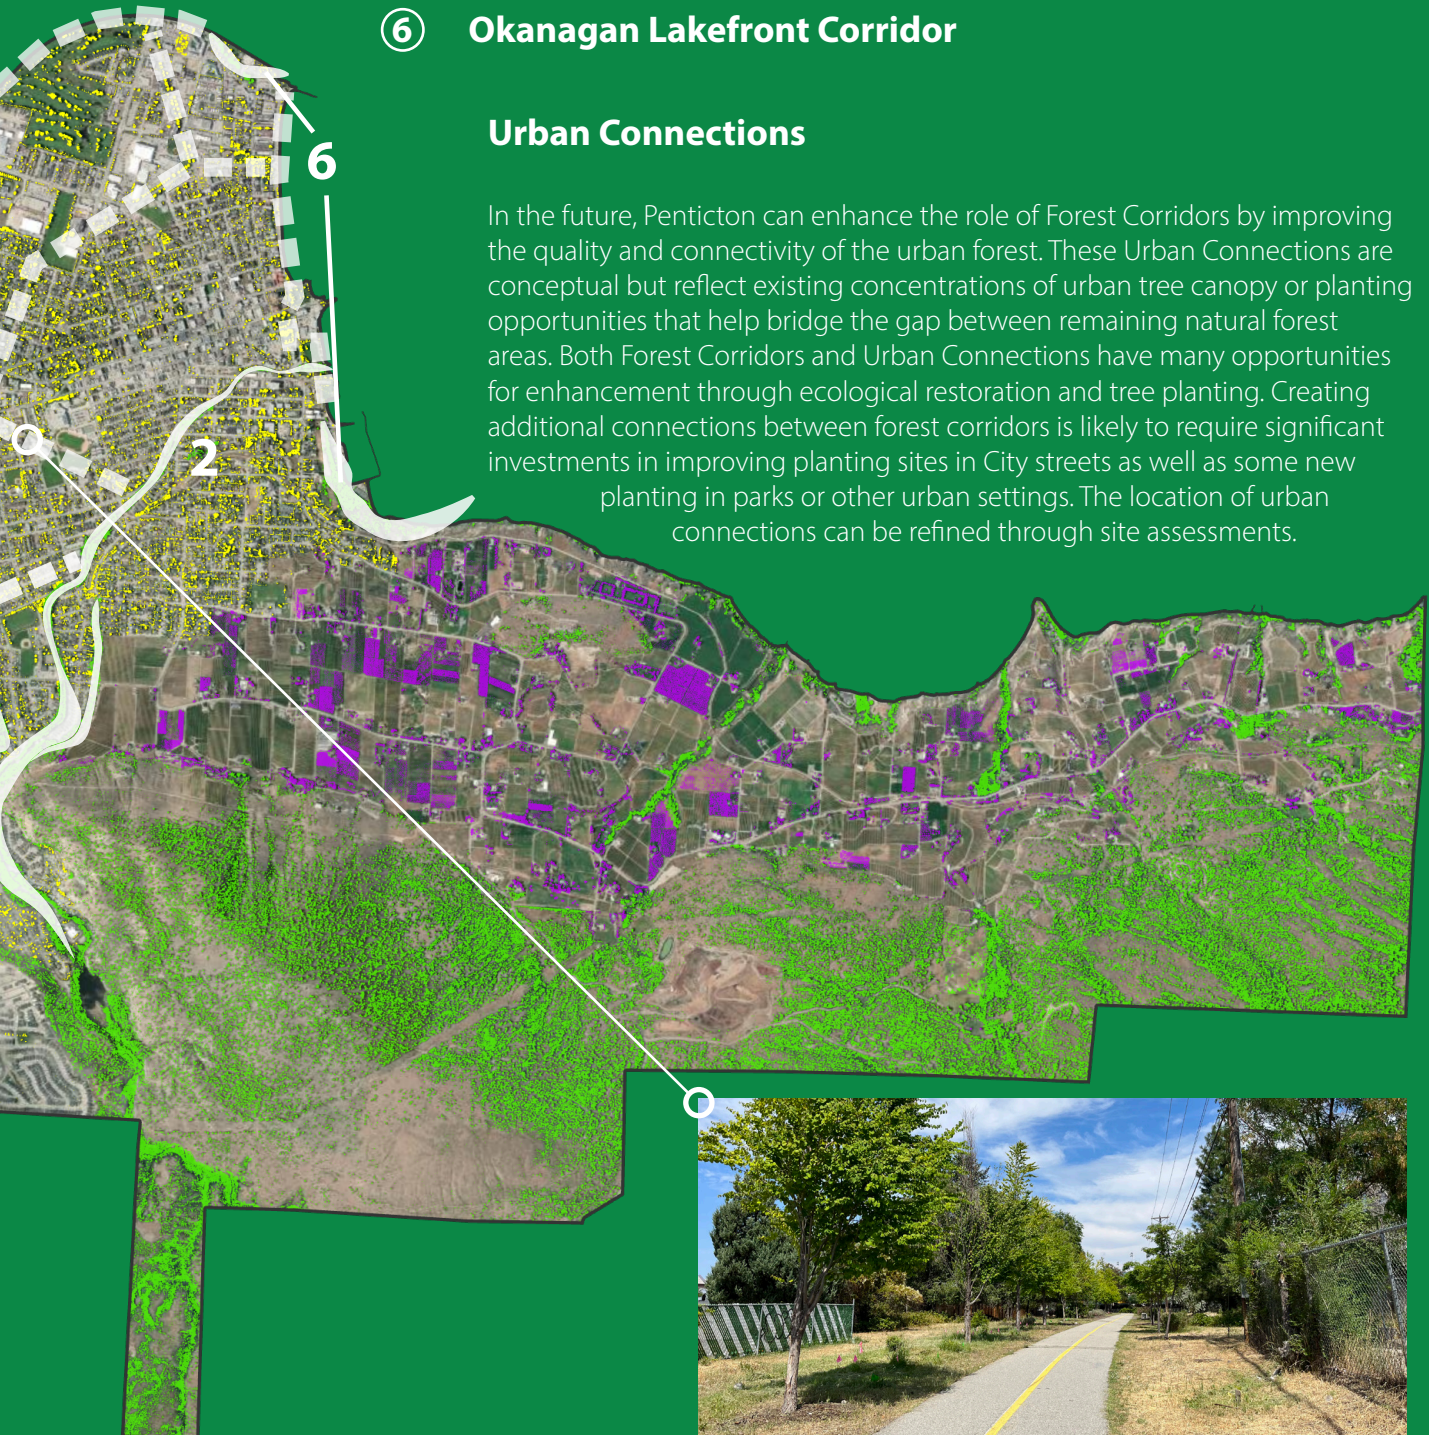 6 Okanagan Lakefront Corridor
Urban Connections
6
In the future, Penticton can enhance the role of Forest Corridors by improving
the quality and connectivity of the urban forest. These Urban Connections are
conceptual but reflect existing concentrations of urban tree canopy or planting
opportunities that help bridge the gap between remaining natural forest
areas. Both Forest Corridors and Urban Connections have many opportunities
for enhancement through ecological restoration and tree planting. Creating
additional connections between forest corridors is likely to require significant
investments in improving planting sites in City streets as well as some new
planting in parks or other urban settings. The location of urban
connections can be refined through site assessments.
2